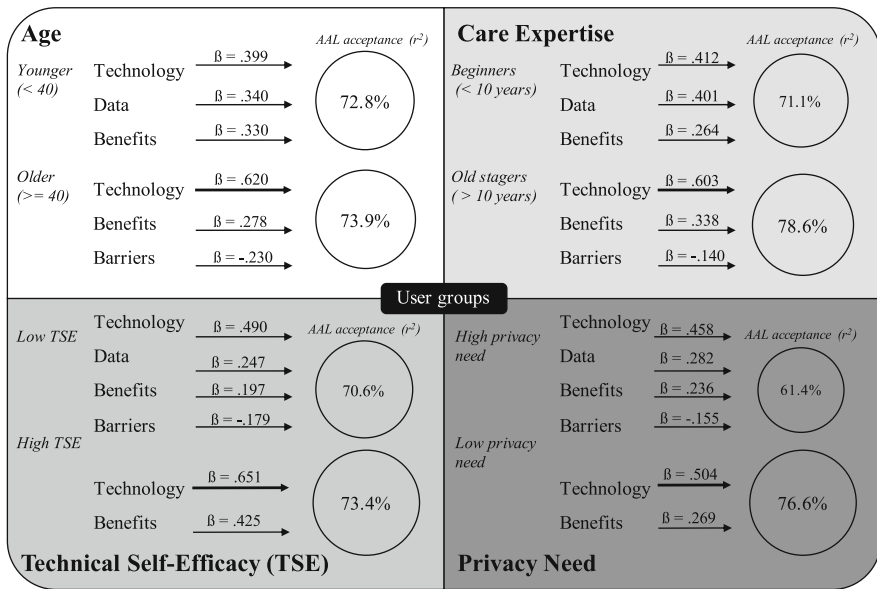 Age
AAL acceptance (r²)
Younger
(< 40)
Technology
ß = .399
Data
ß = .340
Benefits
ß = .330
72.8%
Older
(>= 40)
Technology
ß = .620
Benefits
ß = .278
Barriers
ß = -.230
73.9%
Care Expertise
AAL acceptance (r²)
Beginners
(< 10 years)
Technology
ß = .412
Data
ß = .401
Benefits
ß = .264
71.1%
Old stagers
( > 10 years)
Technology
ß = .603
Benefits
ß = .338
Barriers
ß = -.140
78.6%
User groups
Low TSE
AAL acceptance (r²)
Technology
ß = .490
Data
ß = .247
Benefits
ß = .197
Barriers
ß = -.179
70.6%
High TSE
Technology
ß = .651
Benefits
ß = .425
73.4%
Technical Self-Efficacy (TSE)
High privacy
need
AAL acceptance (r²)
Technology
ß = .458
Data
ß = .282
Benefits
ß = .236
Barriers
ß = -.155
61.4%
Low privacy
need
Technology
ß = .504
Benefits
ß = .269
76.6%
Privacy Need